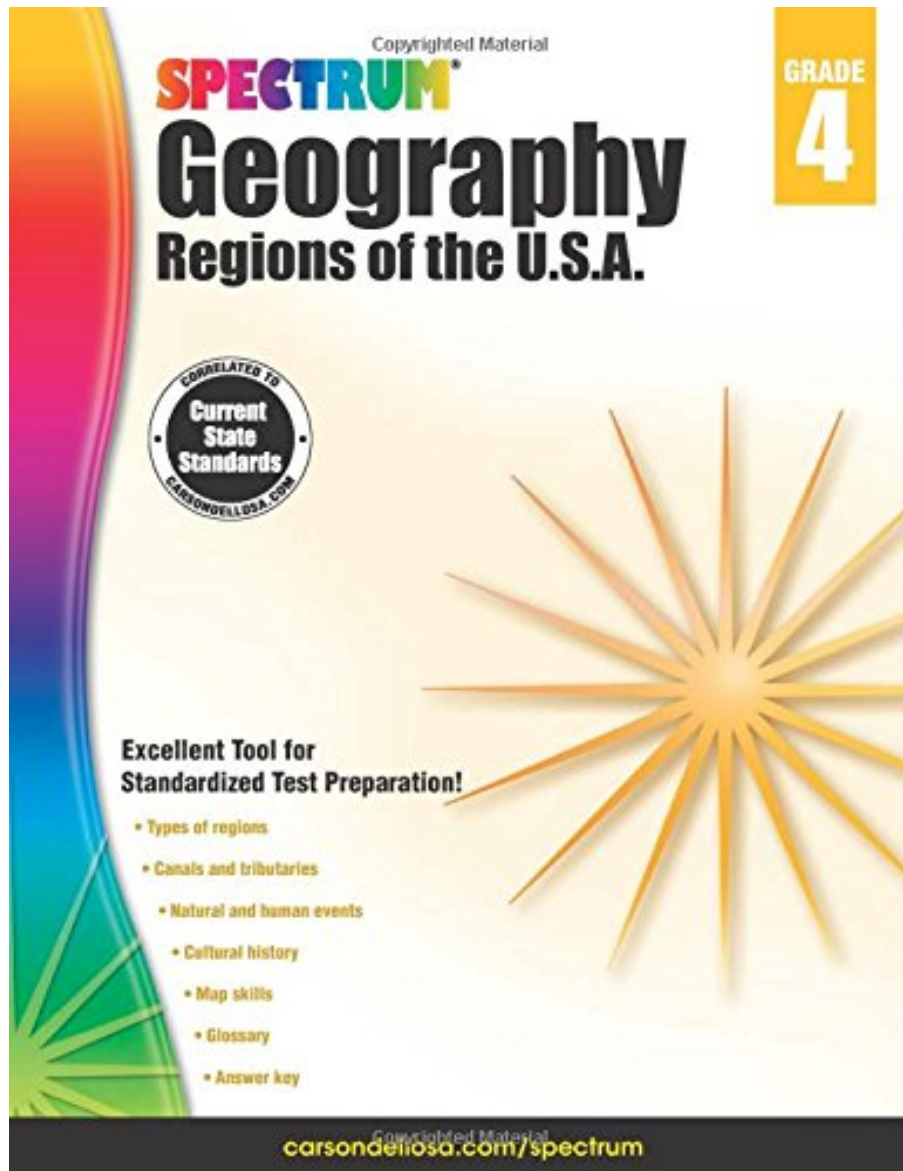 Copyrighted Material
SPECTRUM®
Geography
Regions of the U.S.A.
GRADE
4
CORRELATED TO
Current
State
Standards
CARSONDELLOSA.COM
Excellent Tool for
Standardized Test Preparation!
• Types of regions
• Canals and tributaries
• Natural and human events
• Cultural history
• Map skills
• Glossary
• Answer key
Copyrighted Material
carsondellosa.com/spectrum